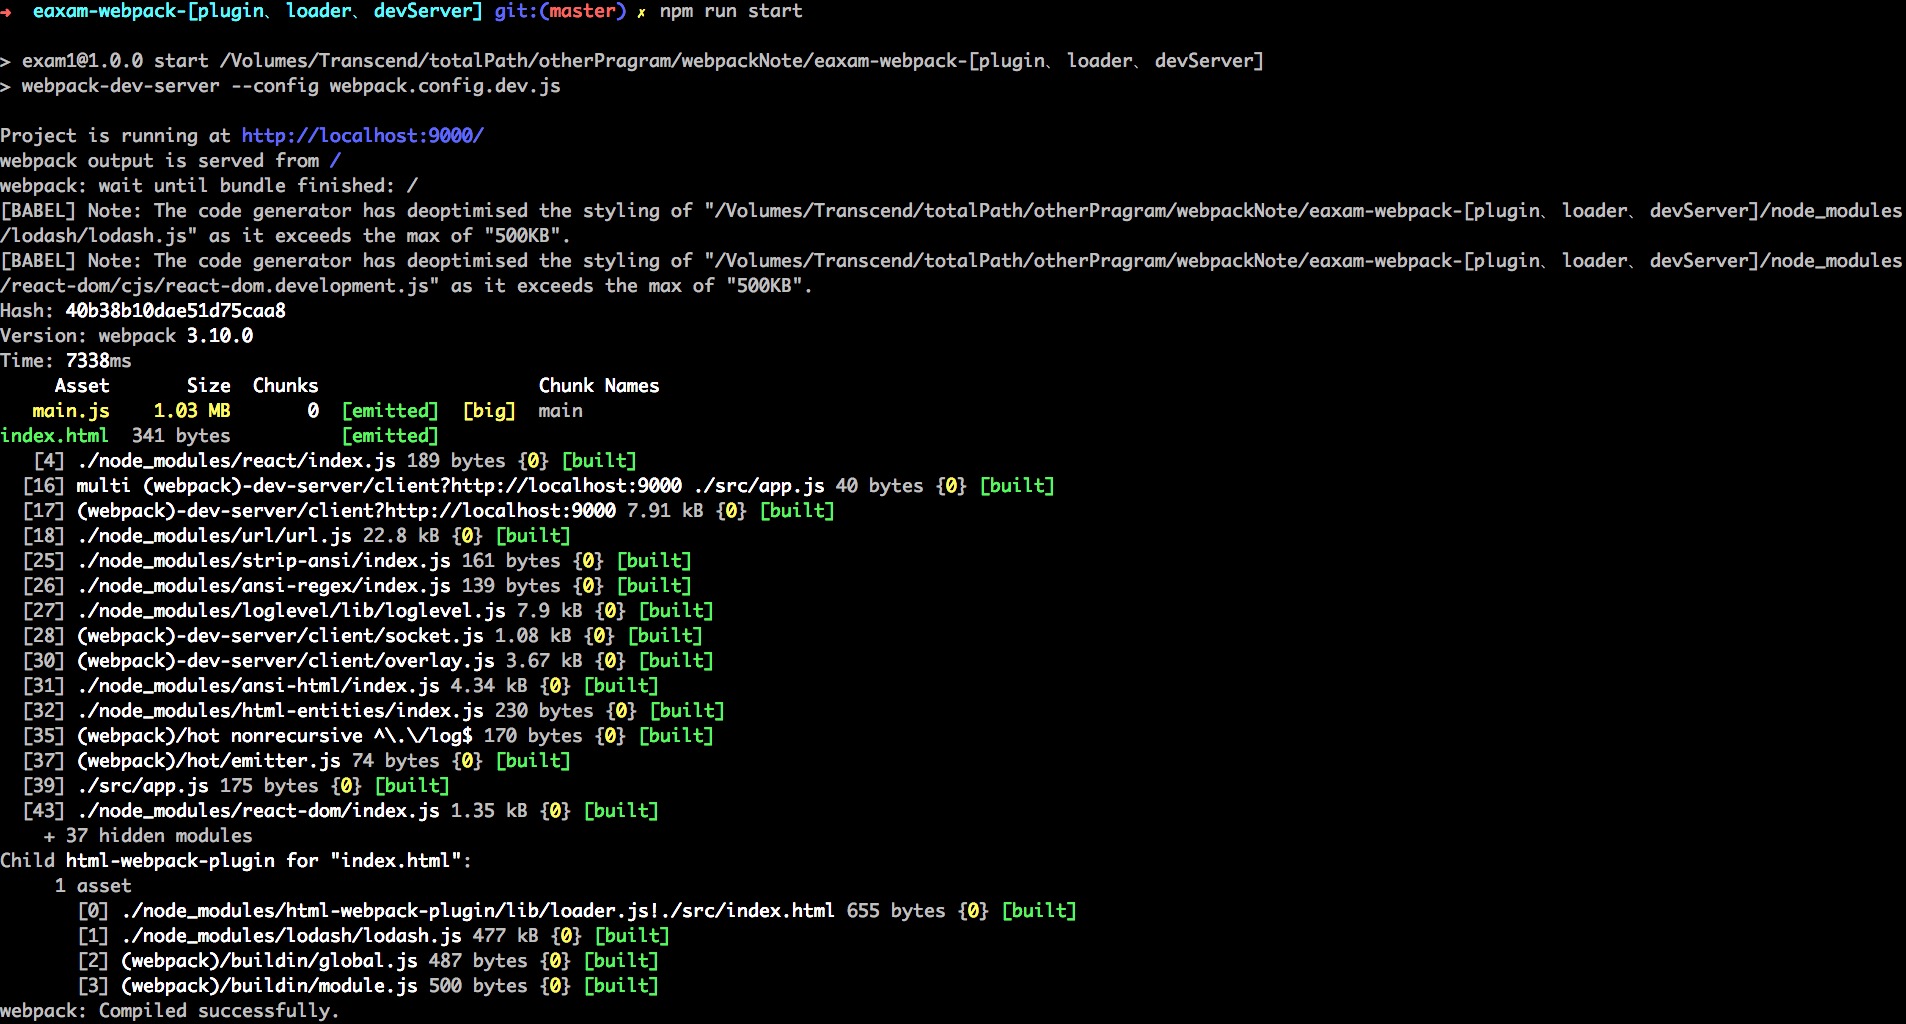 ➜  eaxam-webpack-[plugin、loader、devServer] git:(master) ✗ npm run start
> exam1@1.0.0 start /Volumes/Transcend/totalPath/otherPragram/webpackNote/eaxam-webpack-[plugin、loader、devServer]
> webpack-dev-server --config webpack.config.dev.js
Project is running at http://localhost:9000/
webpack output is served from /
webpack: wait until bundle finished: /
[BABEL] Note: The code generator has deoptimised the styling of "/Volumes/Transcend/totalPath/otherPragram/webpackNote/eaxam-webpack-[plugin、loader、devServer]/node_modules
/lodash/lodash.js" as it exceeds the max of "500KB".
[BABEL] Note: The code generator has deoptimised the styling of "/Volumes/Transcend/totalPath/otherPragram/webpackNote/eaxam-webpack-[plugin、loader、devServer]/node_modules
/react-dom/cjs/react-dom.development.js" as it exceeds the max of "500KB".
Hash: 40b38b10dae51d75caa8
Version: webpack 3.10.0
Time: 7338ms
     Asset       Size  Chunks                    Chunk Names
   main.js    1.03 MB       0  [emitted]  [big]  main
index.html  341 bytes          [emitted]
   [4] ./node_modules/react/index.js 189 bytes {0} [built]
  [16] multi (webpack)-dev-server/client?http://localhost:9000 ./src/app.js 40 bytes {0} [built]
  [17] (webpack)-dev-server/client?http://localhost:9000 7.91 kB {0} [built]
  [18] ./node_modules/url/url.js 22.8 kB {0} [built]
  [25] ./node_modules/strip-ansi/index.js 161 bytes {0} [built]
  [26] ./node_modules/ansi-regex/index.js 139 bytes {0} [built]
  [27] ./node_modules/loglevel/lib/loglevel.js 7.9 kB {0} [built]
  [28] (webpack)-dev-server/client/socket.js 1.08 kB {0} [built]
  [30] (webpack)-dev-server/client/overlay.js 3.67 kB {0} [built]
  [31] ./node_modules/ansi-html/index.js 4.34 kB {0} [built]
  [32] ./node_modules/html-entities/index.js 230 bytes {0} [built]
  [35] (webpack)/hot nonrecursive ^\.\/log$ 170 bytes {0} [built]
  [37] (webpack)/hot/emitter.js 74 bytes {0} [built]
  [39] ./src/app.js 175 bytes {0} [built]
  [43] ./node_modules/react-dom/index.js 1.35 kB {0} [built]
    + 37 hidden modules
Child html-webpack-plugin for "index.html":
     1 asset
       [0] ./node_modules/html-webpack-plugin/lib/loader.js!./src/index.html 655 bytes {0} [built]
       [1] ./node_modules/lodash/lodash.js 477 kB {0} [built]
       [2] (webpack)/buildin/global.js 487 bytes {0} [built]
       [3] (webpack)/buildin/module.js 500 bytes {0} [built]
webpack: Compiled successfully.